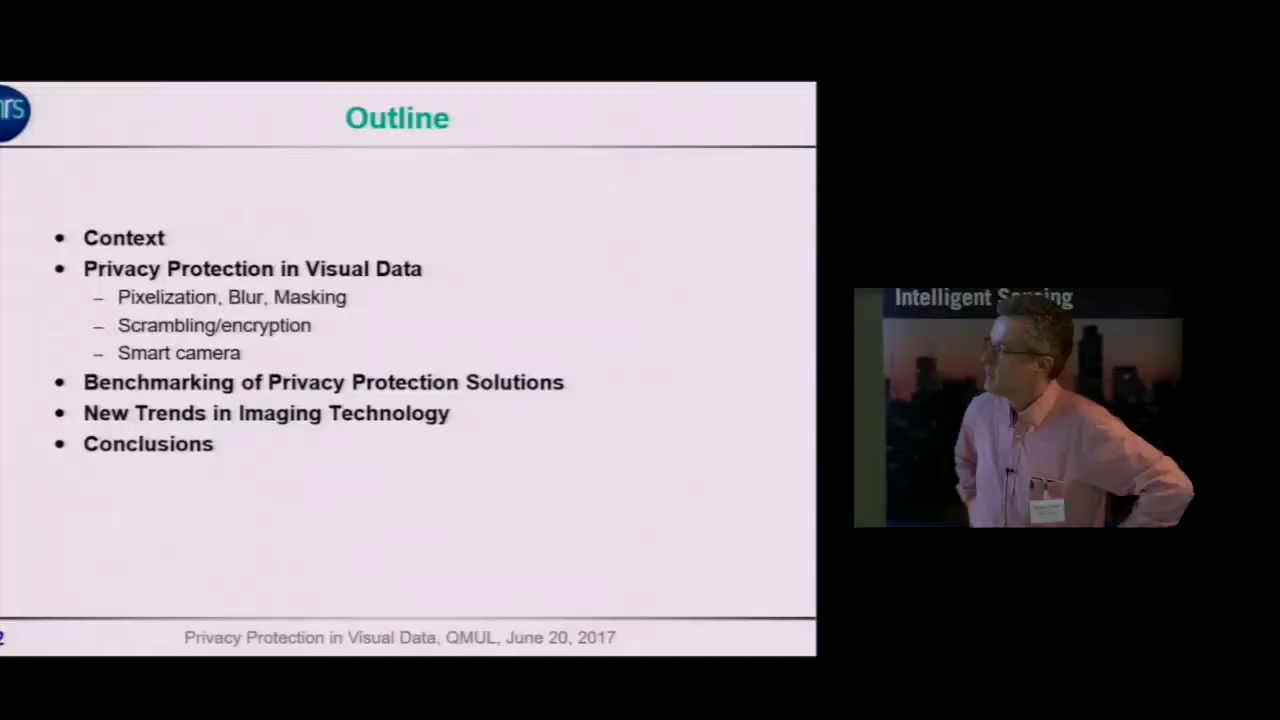 Outline
• Context
• Privacy Protection in Visual Data
– Pixelization, Blur, Masking
– Scrambling/encryption
– Smart camera
• Benchmarking of Privacy Protection Solutions
• New Trends in Imaging Technology
• Conclusions
2
Privacy Protection in Visual Data, QMUL, June 20, 2017
Intelligent Sensing